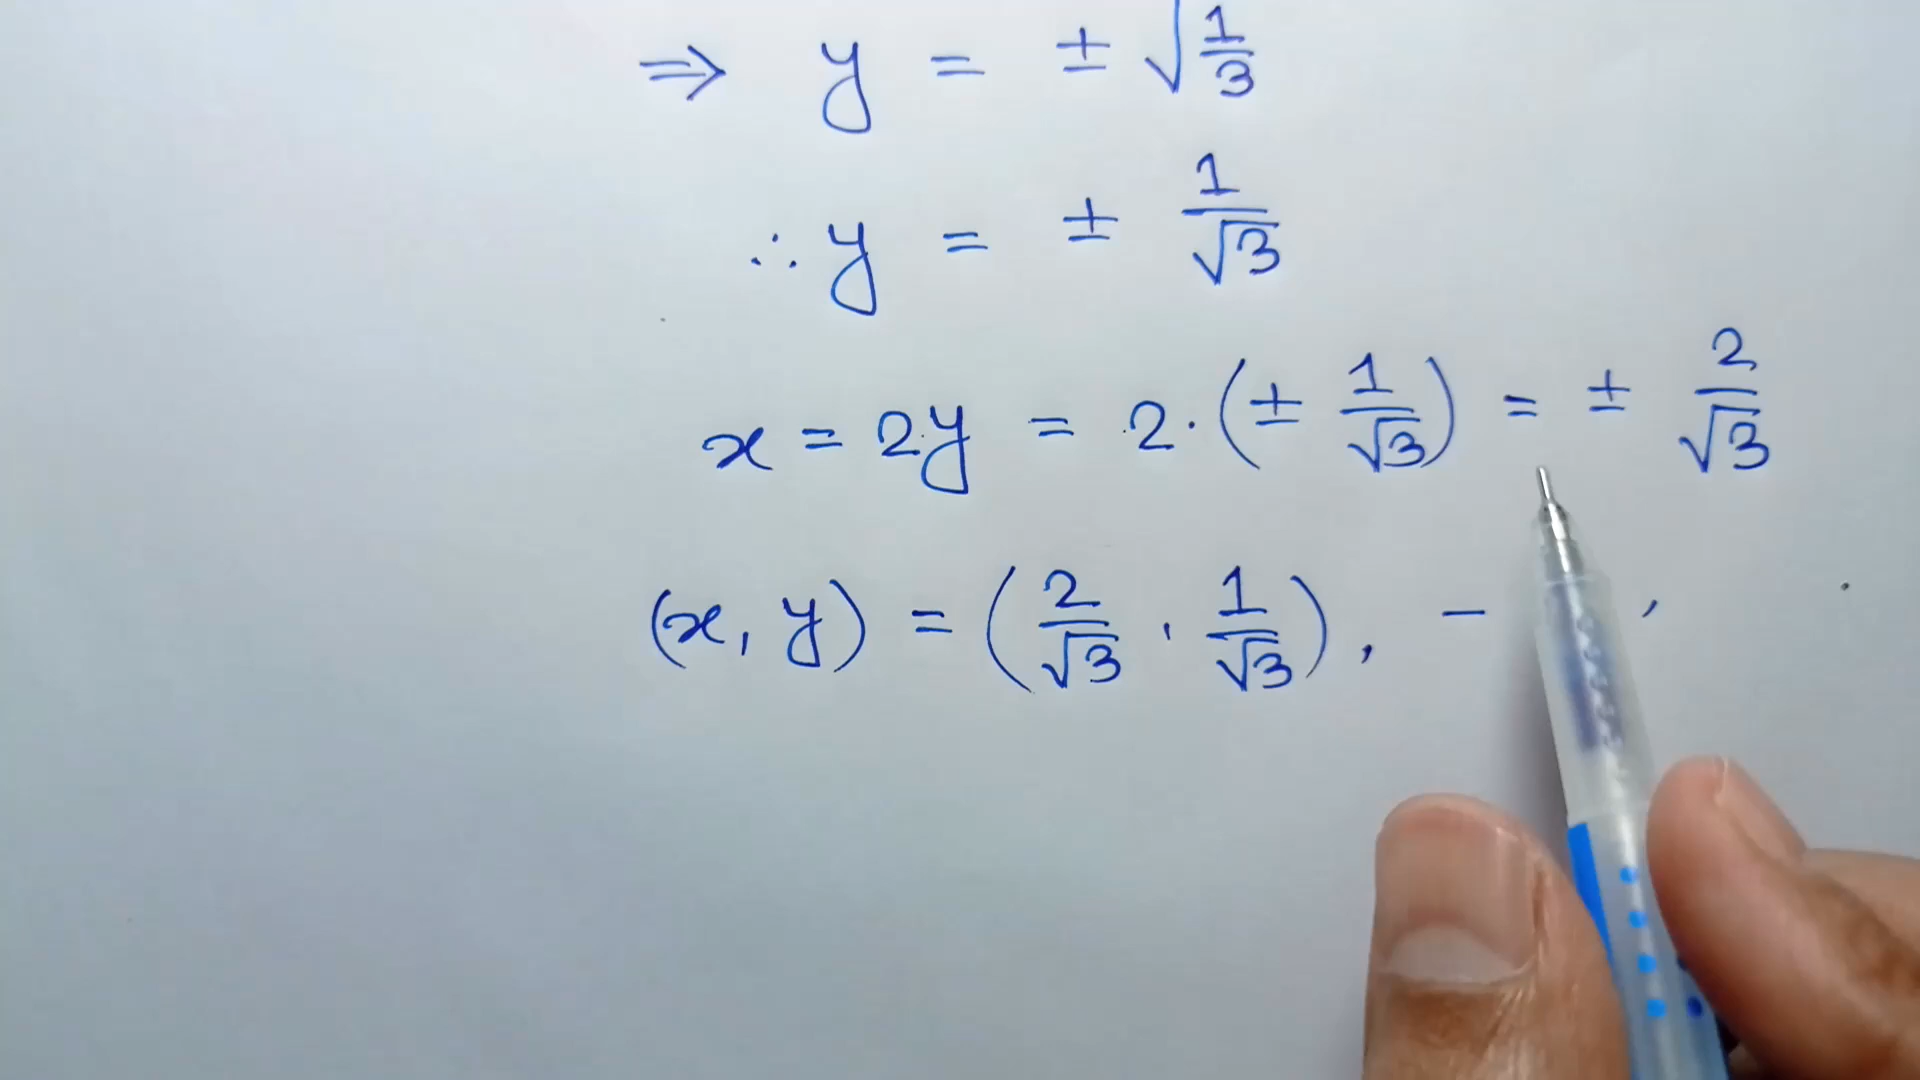 ⇒ y = ± √(1/3)
∴ y = ± 1/√3
x = 2y = 2·(± 1/√3) = ± 2/√3
(x, y) = (2/√3 , 1/√3), − ,